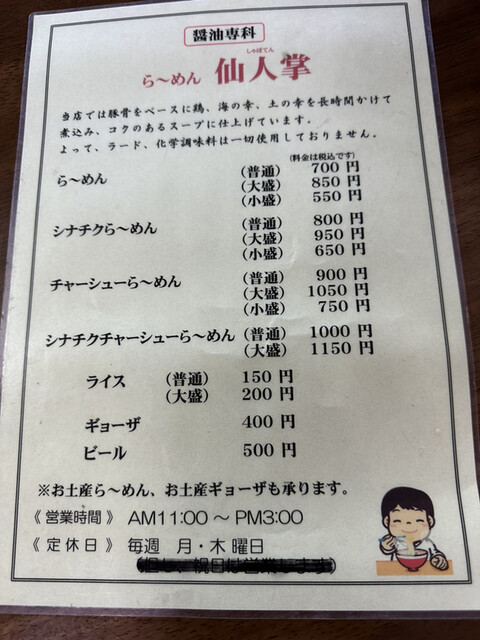 醤油専科
しゃぼてん
ら〜めん 仙人掌
当店では豚骨をベースに鶏、海の幸、土の幸を長時間かけて
煮込み、コクのあるスープに仕上げています。
よって、ラード、化学調味料は一切使用しておりません。
(料金は税込です)
ら〜めん (普通) 700 円
(大盛) 850 円
(小盛) 550 円
シナチクら〜めん (普通) 800 円
(大盛) 950 円
(小盛) 650 円
チャーシューら〜めん (普通) 900 円
(大盛) 1050 円
(小盛) 750 円
シナチクチャーシューら〜めん (普通) 1000 円
(大盛) 1150 円
ライス (普通) 150 円
(大盛) 200 円
ギョーザ 400 円
ビール 500 円
※お土産ら〜めん、お土産ギョーザも承ります。
《 営業時間 》 AM11:00 〜 PM3:00
《 定休日 》 毎週 月・木 曜日
(但し、祝日は営業します)